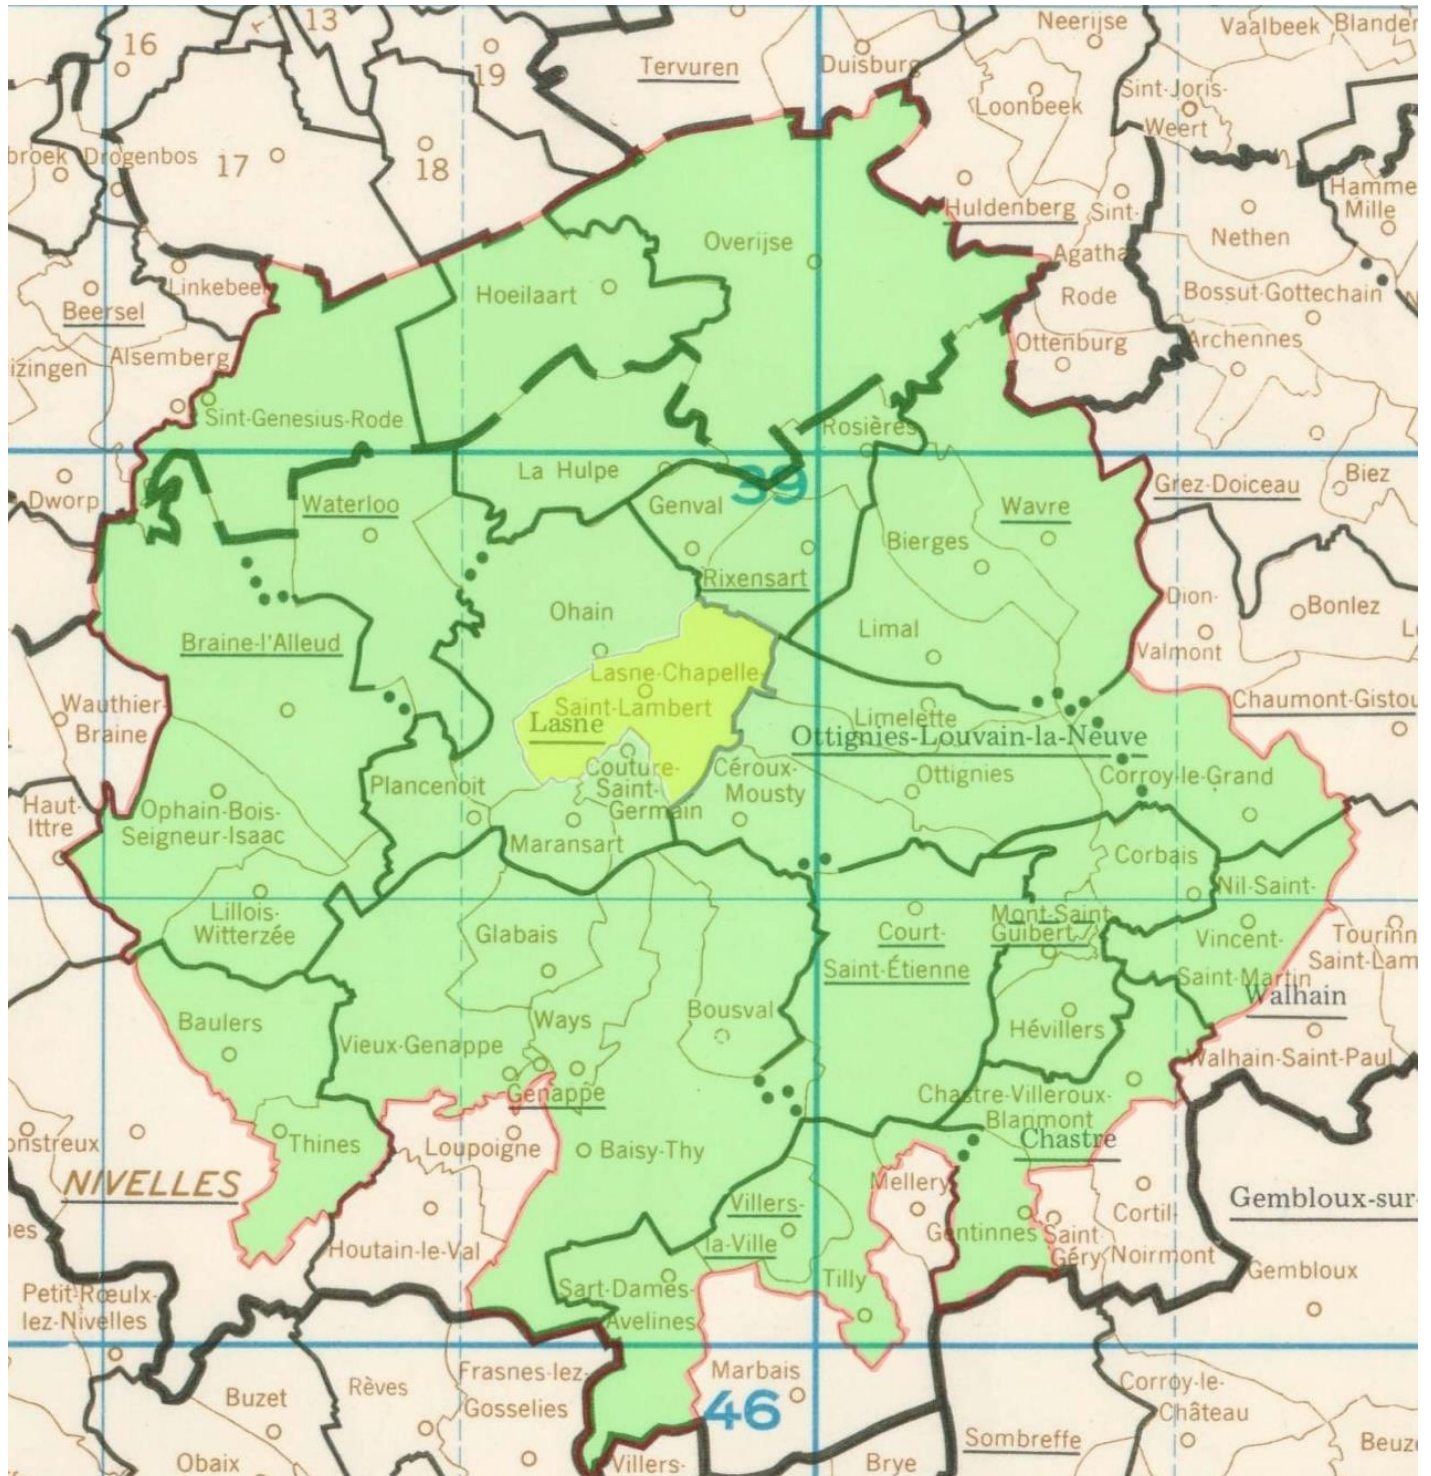 13
16
19
Tervuren
Duisburg
Neerijse
Vaalbeek
Blander
Loonbeek
Sint-Joris-
Weert
broek
Drogenbos
17
18
Huldenberg
Sint-
Agatha
Rode
Hamme
Mille
Nethen
Overijse
Linkebeek
Beersel
Hoeilaart
Bossut-Gottechain
N
izingen
Alsemberg
Ottenburg
Archennes
Sint-Genesius-Rode
Rosières
La Hulpe
39
Dworp
Waterloo
Genval
Wavre
Grez-Doiceau
Biez
Bierges
Rixensart
Ohain
Limal
Dion-
Valmont
Bonlez
L
Braine-l'Alleud
Lasne-Chapelle-
Saint-Lambert
Lasne
Wauthier-
Braine
Chaumont-Gistou
Limelette
Ottignies-Louvain-la-Neuve
Plancenoit
Couture-
Saint-
Germain
Céroux-
Mousty
Ottignies
Corroy-le-Grand
Haut-
Ittre
Ophain-Bois-
Seigneur-Isaac
Maransart
Corbais
Nil-Saint-
Vincent-
Saint-Martin
Lillois-
Witterzée
Glabais
Court-
Saint-Étienne
Mont-Saint
Guibert
Tourinn
Saint-Lam
Walhain
Baulers
Vieux-Genappe
Ways
Bousval
Hévillers
Walhain-Saint-Paul
Genappe
Chastre-Villeroux-
Blanmont
Chastre
onstreux
Thines
Loupoigne
Baisy-Thy
NIVELLES
Mellery
Villers-
la-Ville
Gentinnes
Saint
Géry
Cortil-
Noirmont
Gembloux-sur-
nes
Houtain-le-Val
Gembloux
Petit-Rœulx-
lez-Nivelles
Sart-Dames-
Avelines
Tilly
Frasnes-lez-
Gosselies
Marbais
46
Buzet
Rèves
Corroy-le-
Château
Obaix
Villers-
Brye
Sombreffe
Beuz